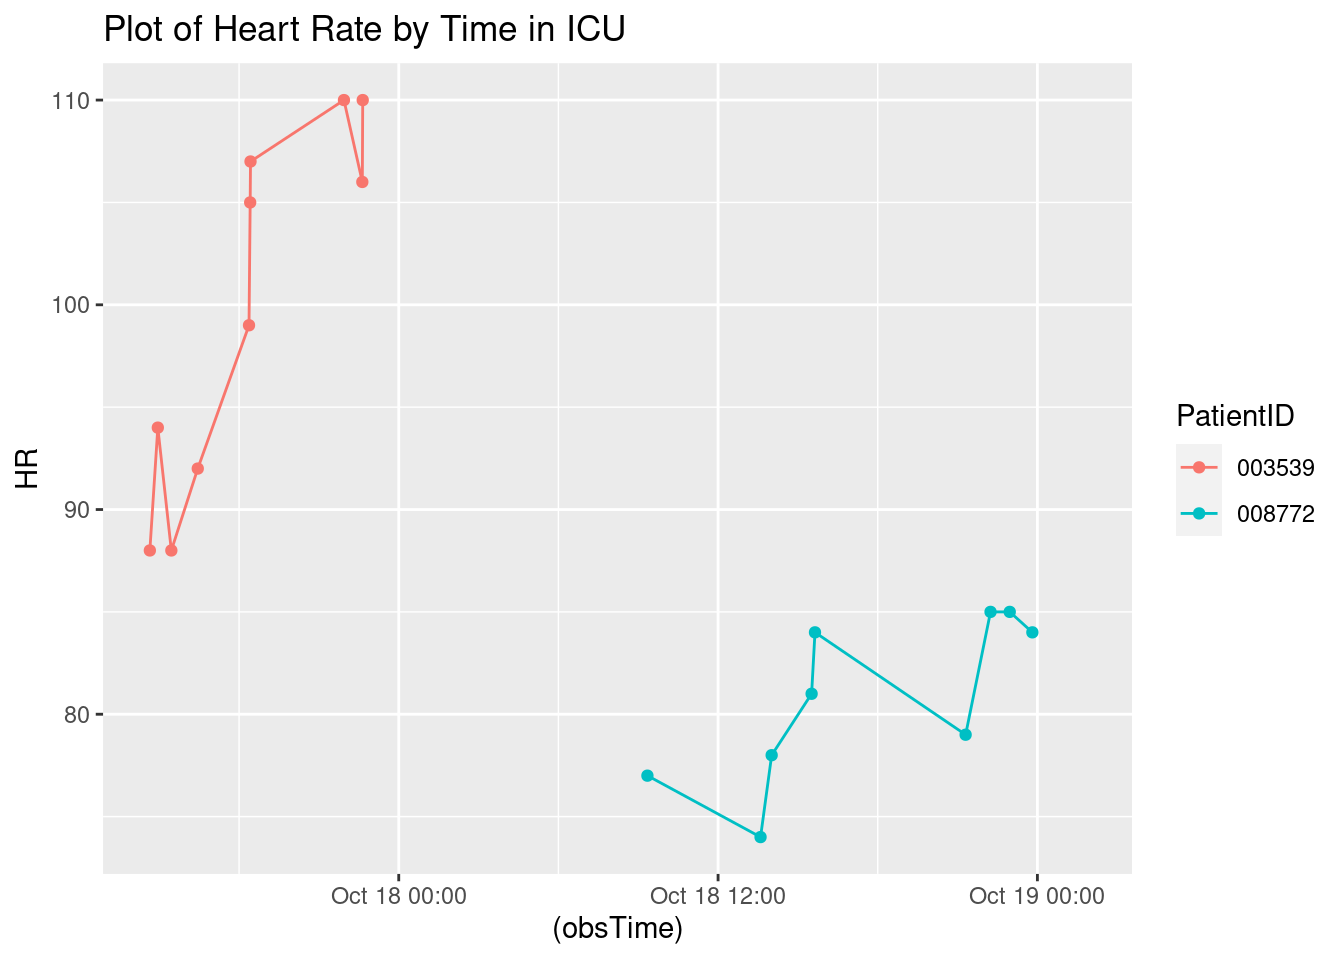 Plot of Heart Rate by Time in ICU
110
100
90
80
HR
Oct 18 00:00
Oct 18 12:00
Oct 19 00:00
(obsTime)
PatientID
003539
008772